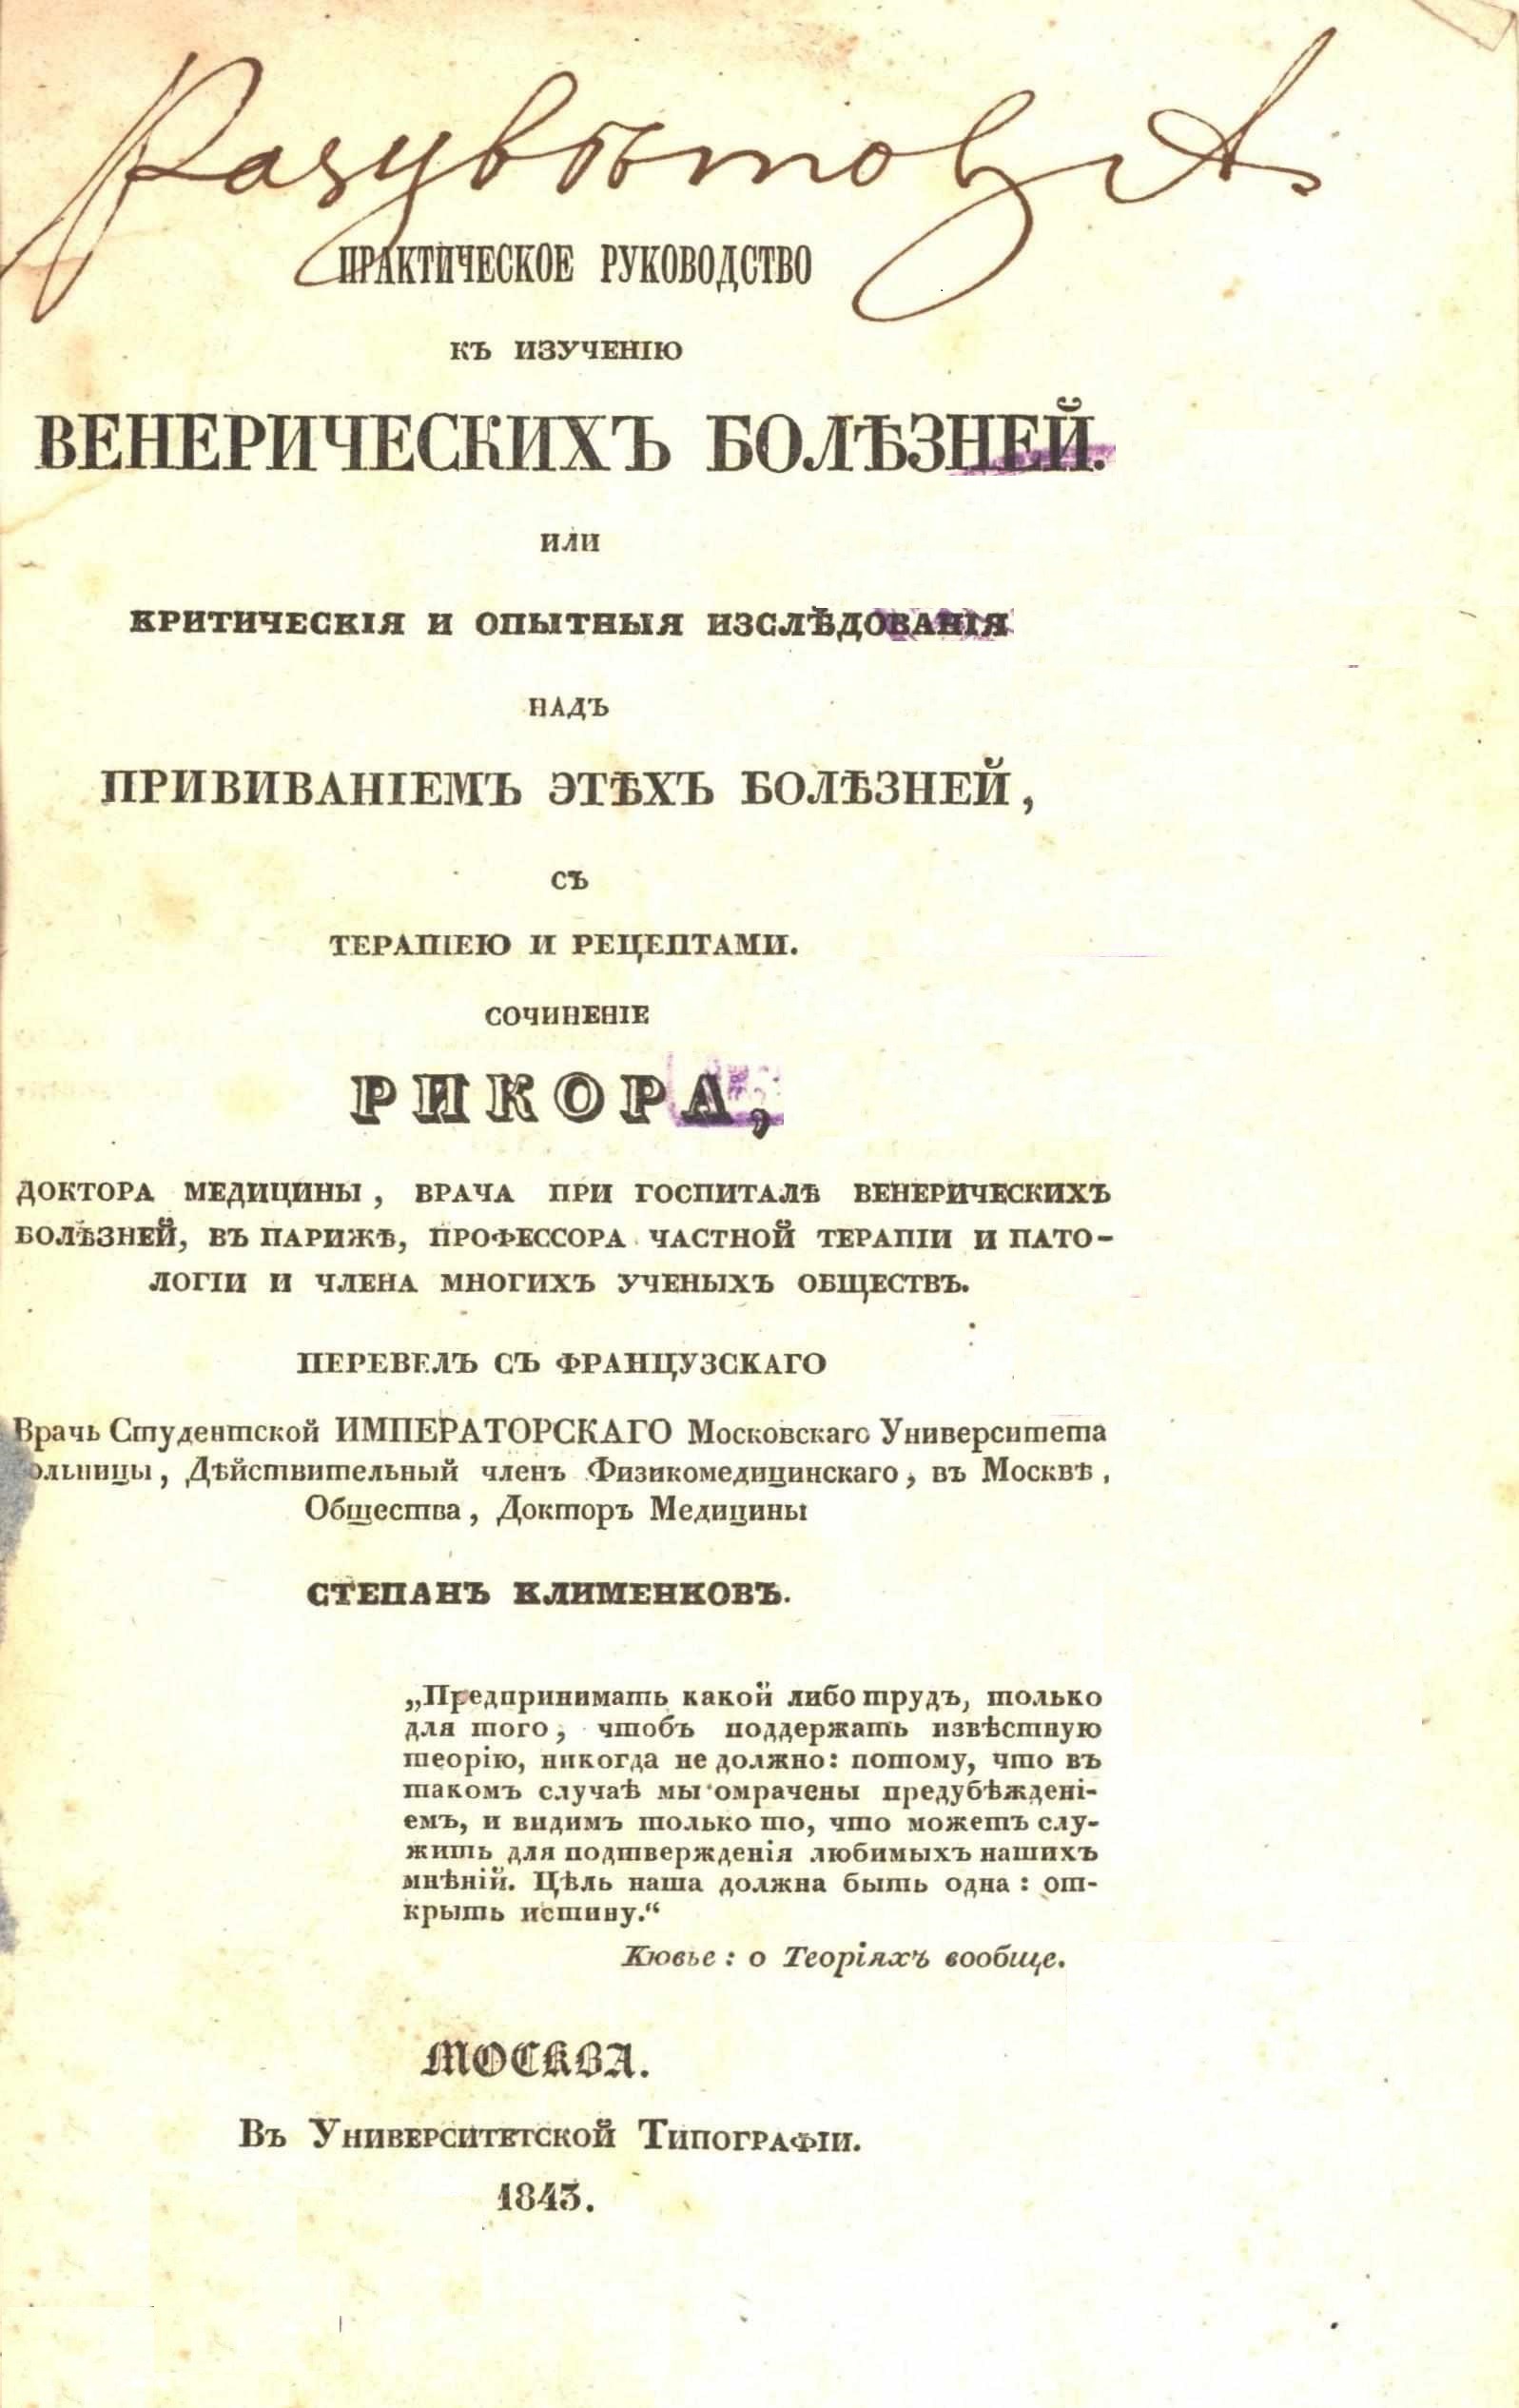 ПРАКТИЧЕСКОЕ РУКОВОДСТВО
КЪ ИЗУЧЕНІЮ
ВЕНЕРИЧЕСКИХЪ БОЛѢЗНЕЙ.
ИЛИ
КРИТИЧЕСКІЯ И ОПЫТНЫЯ ИЗСЛѢДОВАНІЯ
НАДЪ
ПРИВИВАНІЕМЪ ЭТѢХЪ БОЛѢЗНЕЙ,
СЪ
ТЕРАПІЕЮ И РЕЦЕПТАМИ.
СОЧИНЕНІЕ
РИКОРА,
ДОКТОРА МЕДИЦИНЫ, ВРАЧА ПРИ ГОСПИТАЛѢ ВЕНЕРИЧЕСКИХЪ
БОЛѢЗНЕЙ, ВЪ ПАРИЖѢ, ПРОФЕССОРА ЧАСТНОЙ ТЕРАПІИ И ПАТО-
ЛОГІИ И ЧЛЕНА МНОГИХЪ УЧЕНЫХЪ ОБЩЕСТВЪ.
ПЕРЕВЕЛЪ СЪ ФРАНЦУЗСКАГО
Врачь Студентской ИМПЕРАТОРСКАГО Московскаго Университета
ольницы, Дѣйствительный членъ Физикомедицинскаго, въ Москвѣ,
Общества, Докторъ Медицины
СТЕПАНЪ КЛИМЕНКОВЪ.
„Предпринимать какой либо трудъ, только
для того, чтобъ поддержать извѣстную
теорію, никогда не должно: потому, что въ
такомъ случаѣ мы омрачены предубѣждені-
емъ, и видимъ только то, что можетъ слу-
жить для подтвержденія любимыхъ нашихъ
мнѣній. Цѣль наша должна быть одна: от-
крыть истину.“
Кювье: о Теоріяхъ вообще.
МОСКВА.
Въ Университетской Типографіи.
1843.